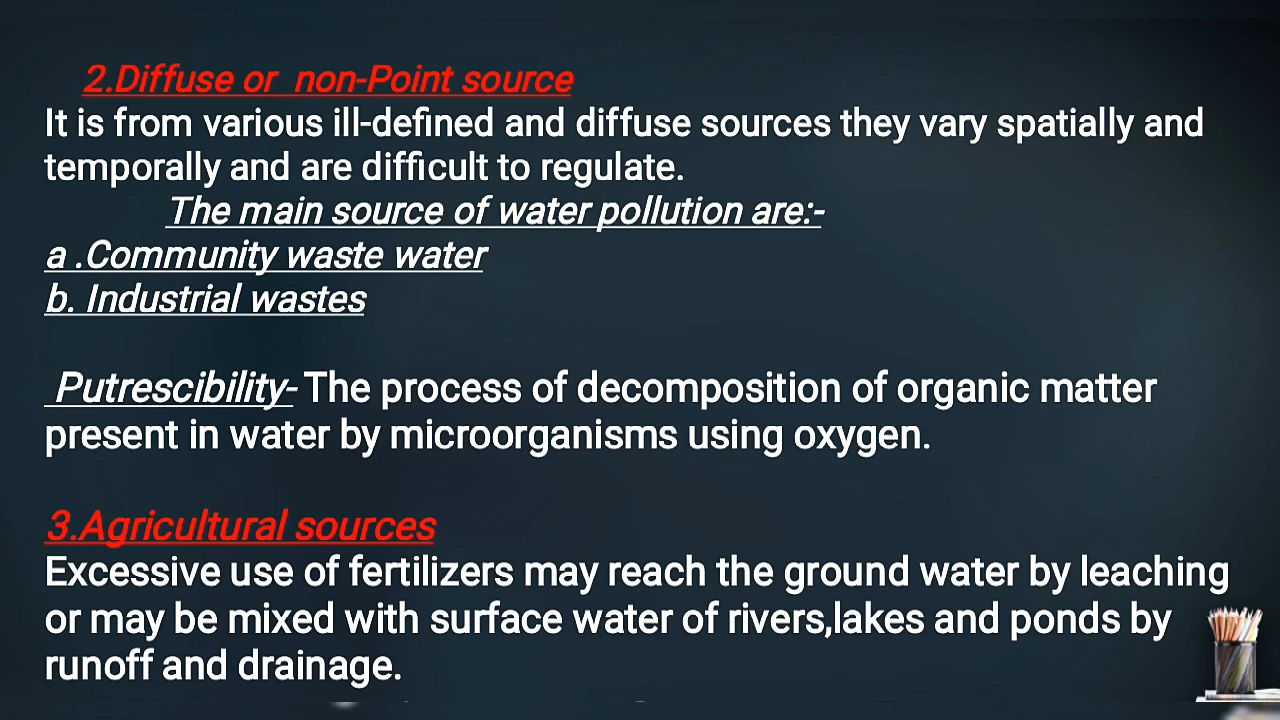 2.Diffuse or non-Point source
It is from various ill-defined and diffuse sources they vary spatially and
temporally and are difficult to regulate.
The main source of water pollution are:-
a .Community waste water
b. Industrial wastes
Putrescibility- The process of decomposition of organic matter
present in water by microorganisms using oxygen.
3.Agricultural sources
Excessive use of fertilizers may reach the ground water by leaching
or may be mixed with surface water of rivers,lakes and ponds by
runoff and drainage.